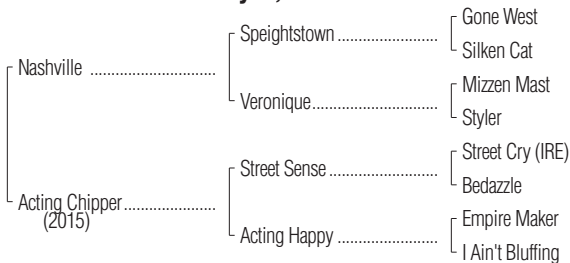 Gone West
Speightstown
Silken Cat
Nashville
Mizzen Mast
Veronique
Styler
Street Cry (IRE)
Street Sense
Bedazzle
Acting Chipper
(2015)
Empire Maker
Acting Happy
I Ain't Bluffing